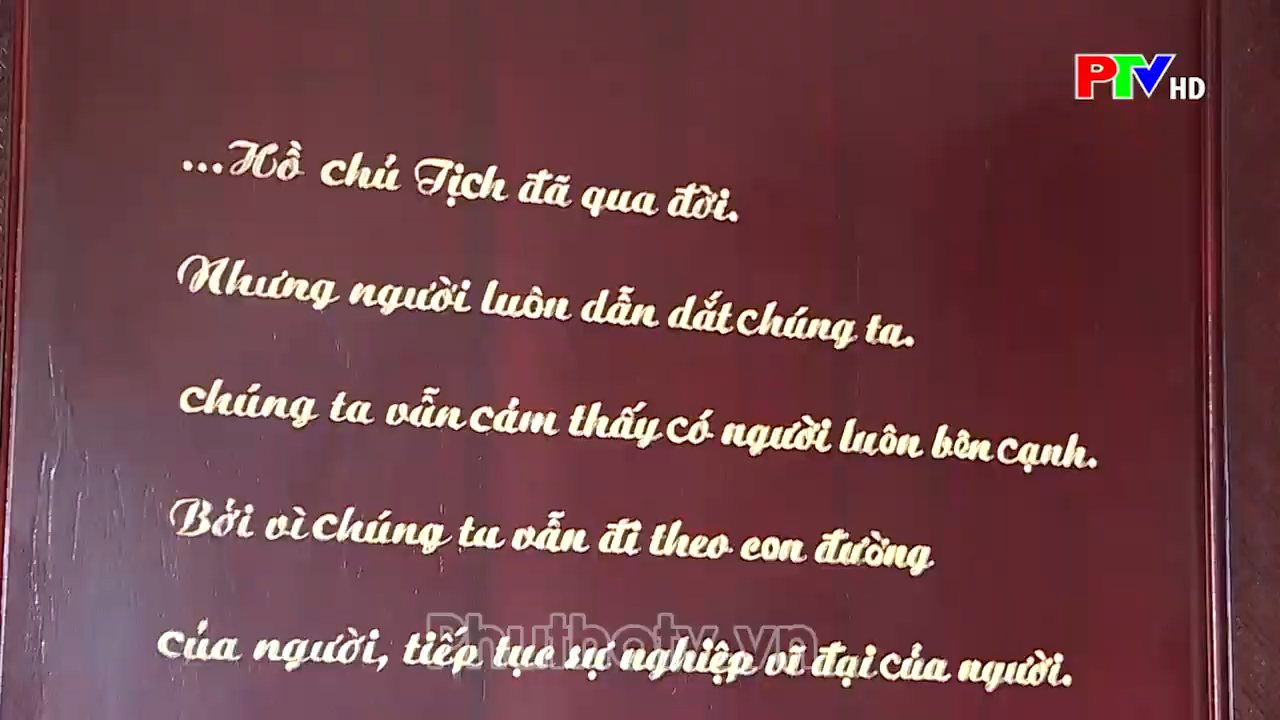 PTV HD
...Hồ chủ Tịch đã qua đời.
Nhưng người luôn dẫn dắt chúng ta.
chúng ta vẫn cảm thấy có người luôn bên cạnh.
Bởi vì chúng ta vẫn đi theo con đường
của người, tiếp tục sự nghiệp vĩ đại của người.
Phuthotv.vn